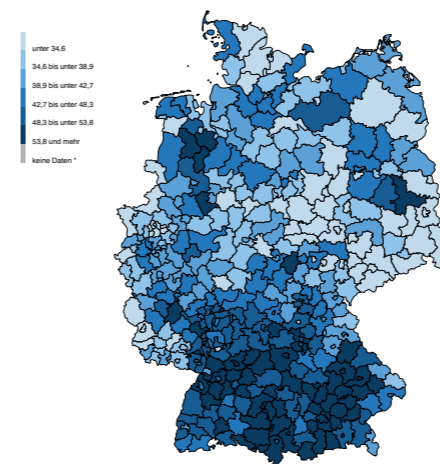 unter 34,6
34,6 bis unter 38,9
38,9 bis unter 42,7
42,7 bis unter 48,3
48,3 bis unter 53,8
53,8 und mehr
keine Daten *